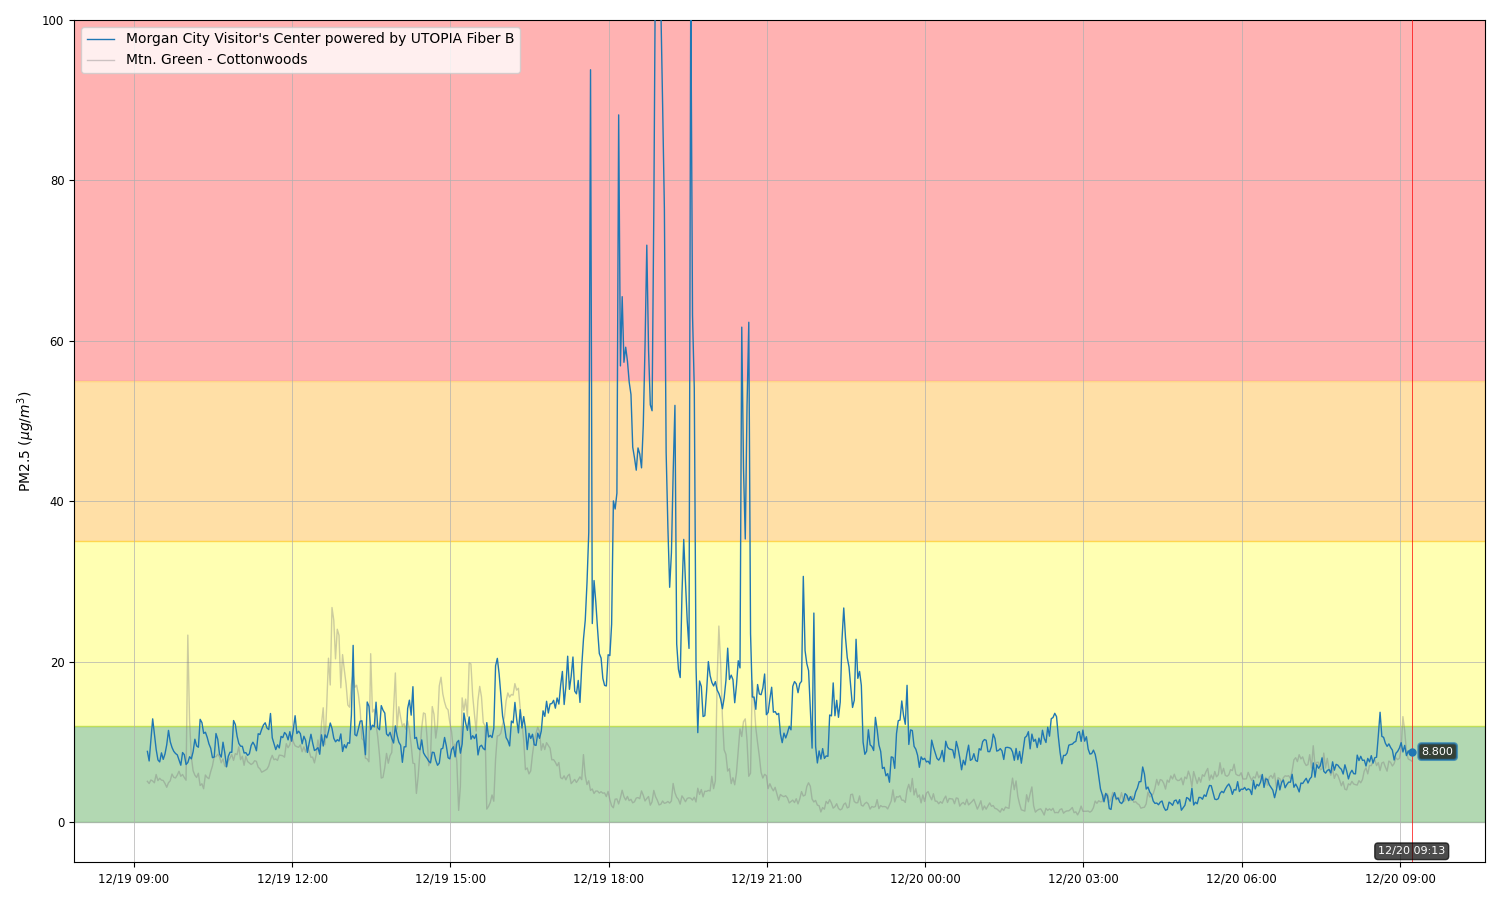 100
Morgan City Visitor's Center powered by UTOPIA Fiber B
Mtn. Green - Cottonwoods
80
60
PM2.5 (µg/m³)
40
20
8.800
0
12/20 09:13
12/19 09:00 12/19 12:00 12/19 15:00 12/19 18:00 12/19 21:00 12/20 00:00 12/20 03:00 12/20 06:00 12/20 09:00